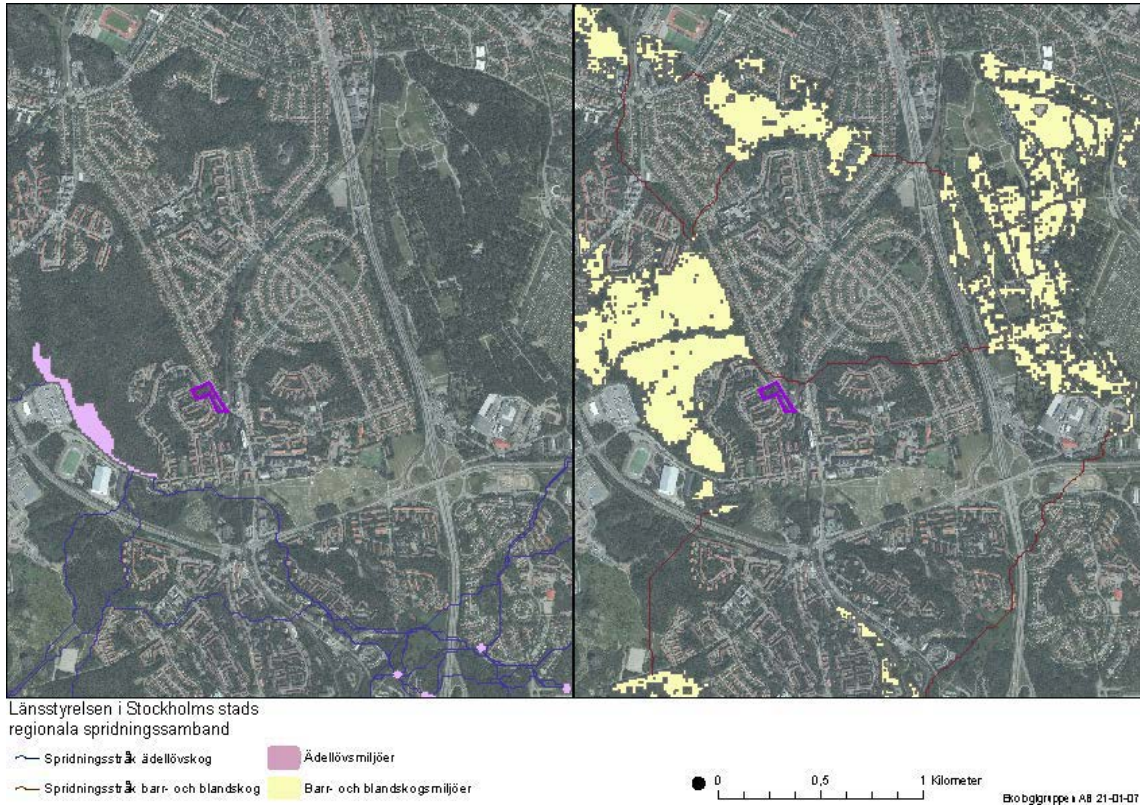 Länsstyrelsen i Stockholms stads
regionala spridningssamband
Spridningsstråk ädellövskog
Ädellövsmiljöer
Spridningsstråk barr- och blandskog
Barr- och blandskogsmiljöer
0 0,5 1 Kilometer
Ekologigruppen AB 21-01-07